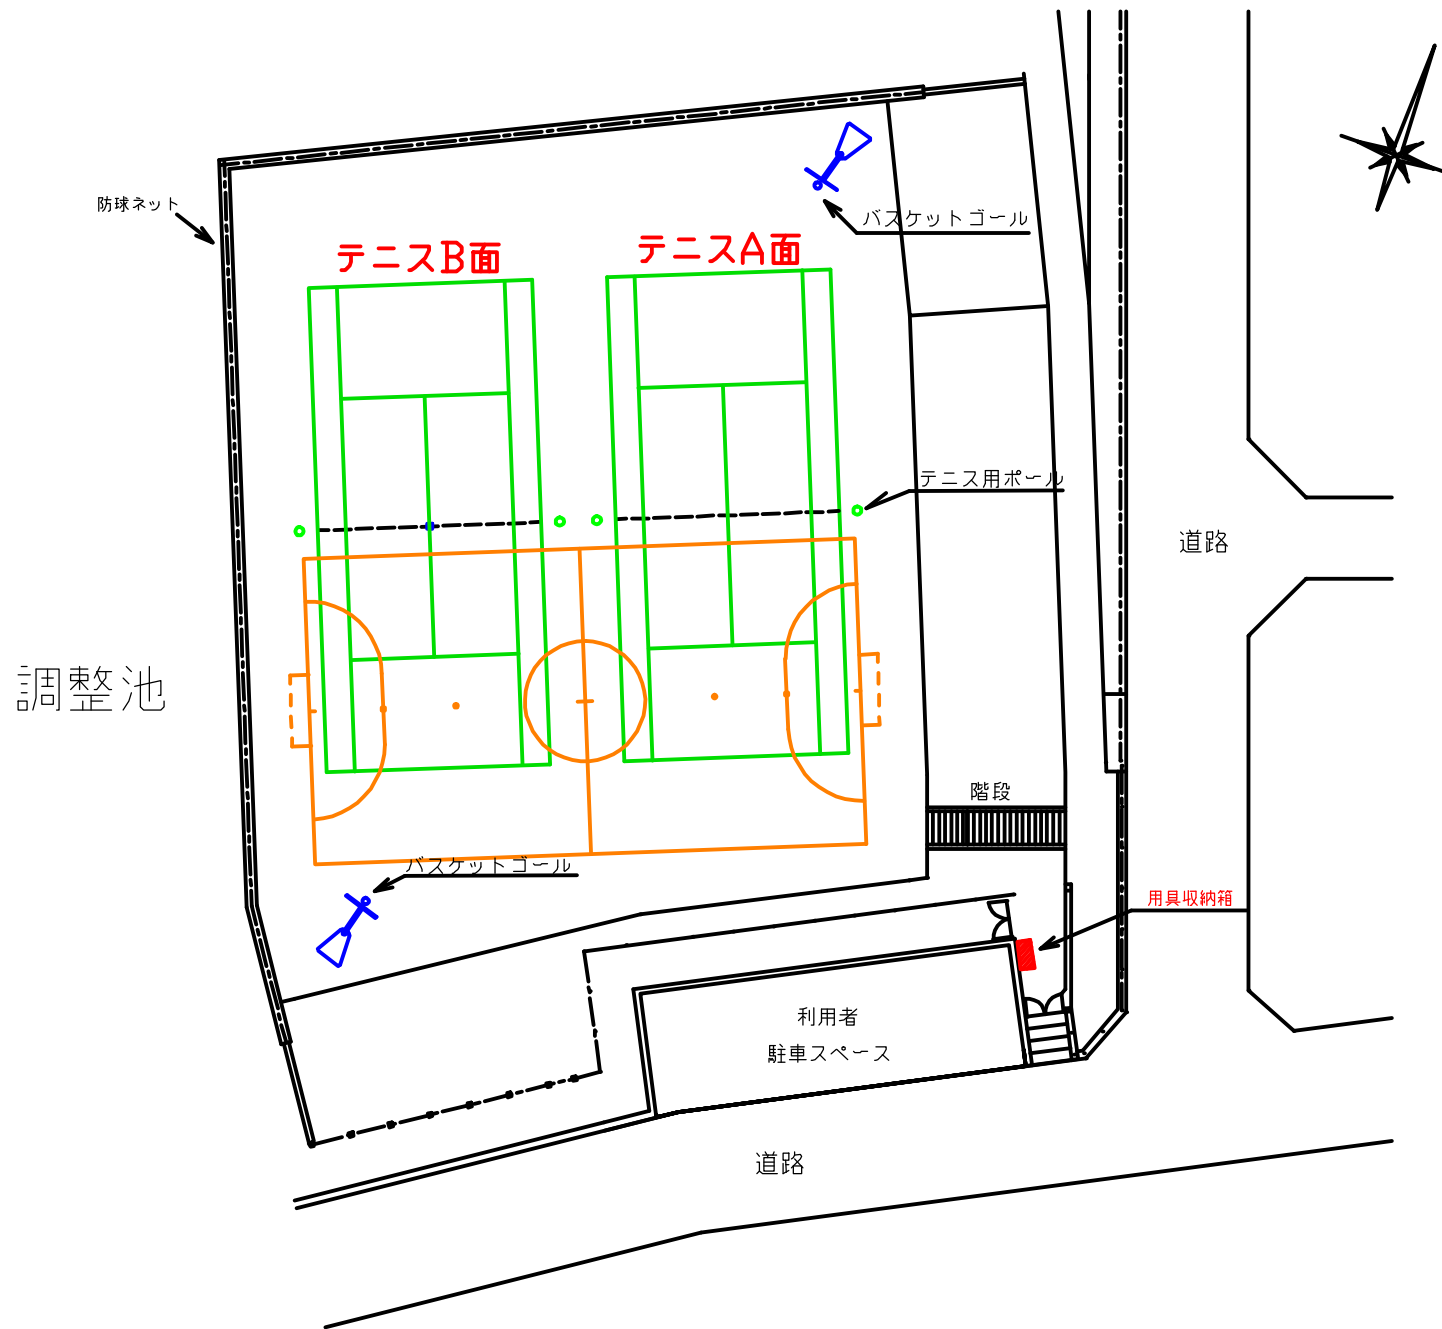 防球ネット
バスケットゴール
テニスB面
テニスA面
テニス用ポール
道路
調整池
階段
バスケットゴール
用具収納箱
利用者
駐車スペース
道路